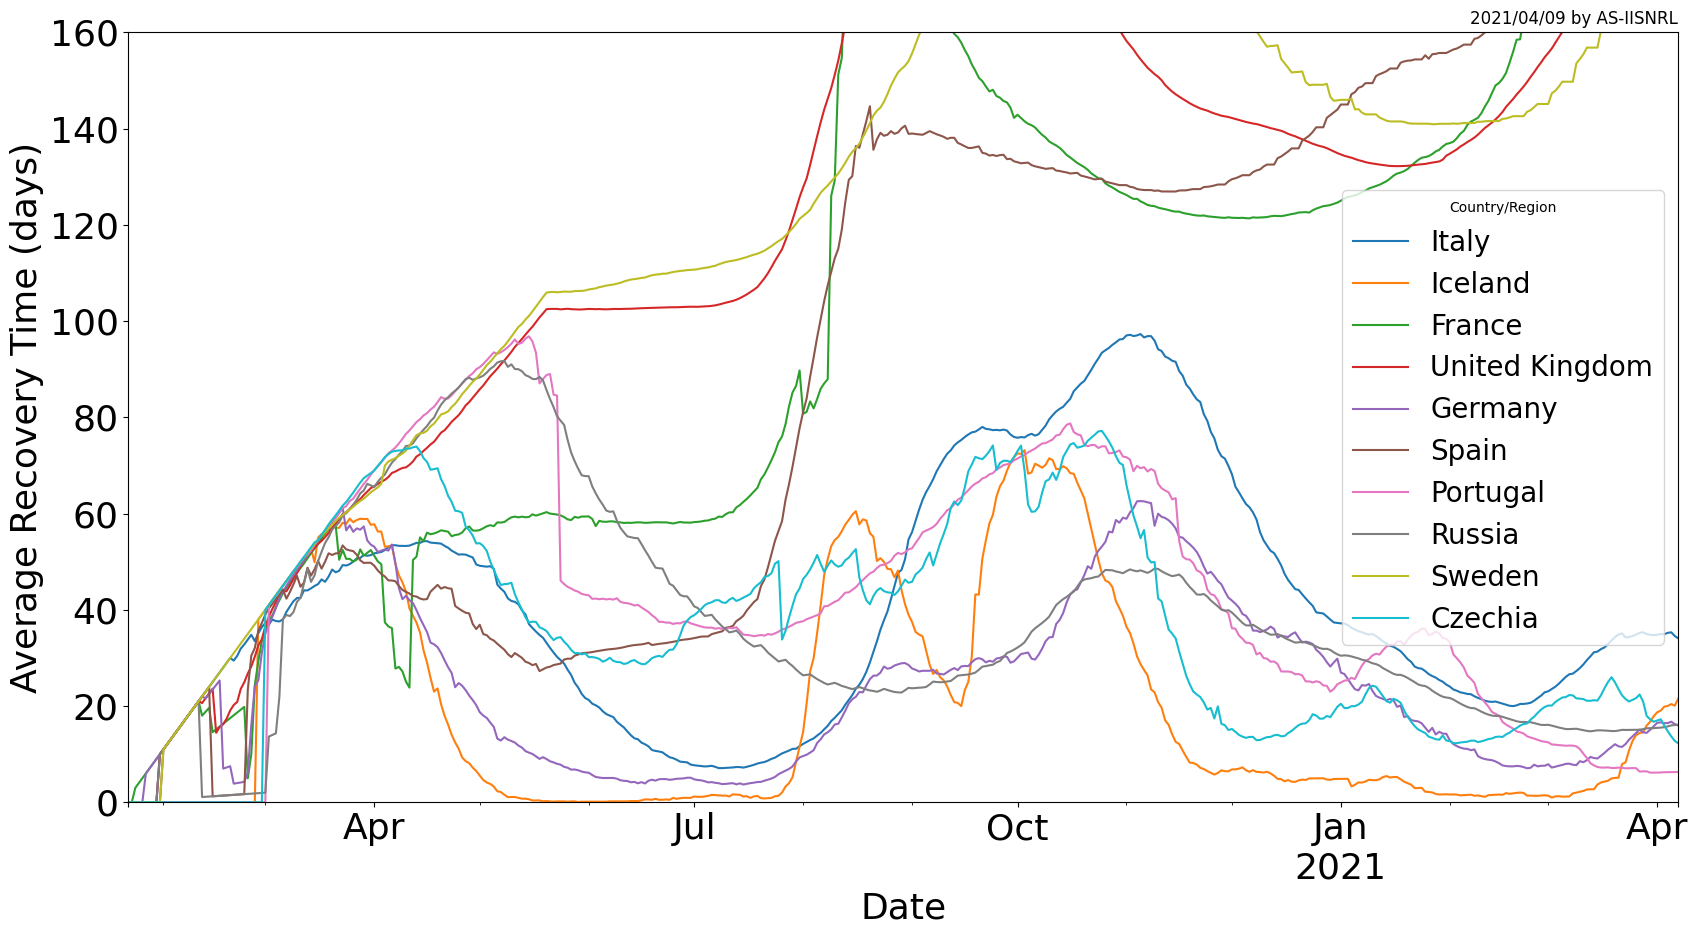 2021/04/09 by AS-IISNRL
160
140
120
100
80
60
40
20
0
Average Recovery Time (days)
Country/Region
Italy
Iceland
France
United Kingdom
Germany
Spain
Portugal
Russia
Sweden
Czechia
Apr Jul Oct Jan Apr
2021
Date